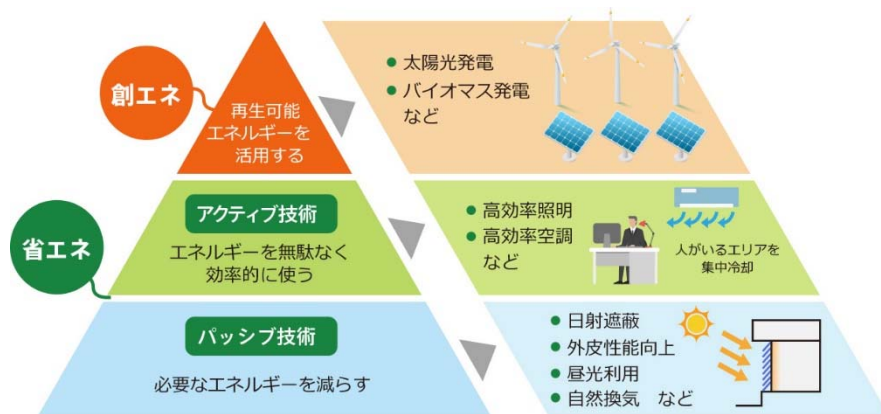 創エネ
再生可能
エネルギーを
活用する
● 太陽光発電
● バイオマス発電
など
省エネ
アクティブ技術
エネルギーを無駄なく
効率的に使う
● 高効率照明
● 高効率空調
など
人がいるエリアを
集中冷却
パッシブ技術
必要なエネルギーを減らす
● 日射遮蔽
● 外皮性能向上
● 昼光利用
● 自然換気 など